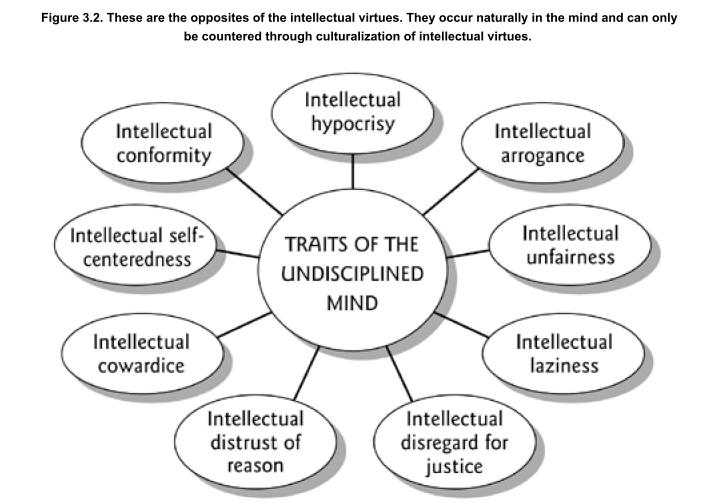 Figure 3.2. These are the opposites of the intellectual virtues. They occur naturally in the mind and can only
be countered through culturalization of intellectual virtues.
Intellectual
hypocrisy
Intellectual
conformity
Intellectual
arrogance
Intellectual self-
centeredness
TRAITS OF THE
UNDISCIPLINED
MIND
Intellectual
unfairness
Intellectual
cowardice
Intellectual
laziness
Intellectual
distrust of
reason
Intellectual
disregard for
justice